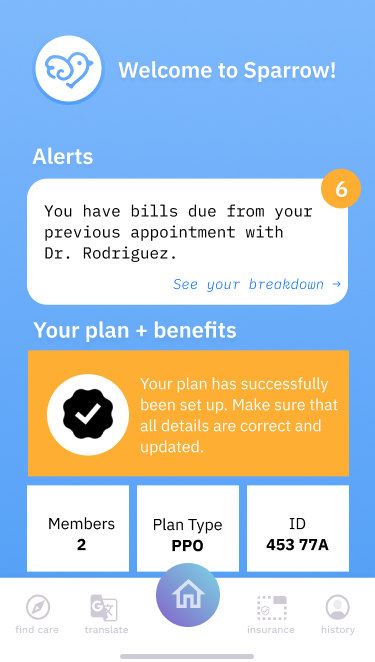 Welcome to Sparrow!
Alerts
6
You have bills due from your
previous appointment with
Dr. Rodriguez.
See your breakdown →
Your plan + benefits
Your plan has successfully
been set up. Make sure that
all details are correct and
updated.
Members
2
Plan Type
PPO
ID
453 77A
G
find care
translate
insurance
history